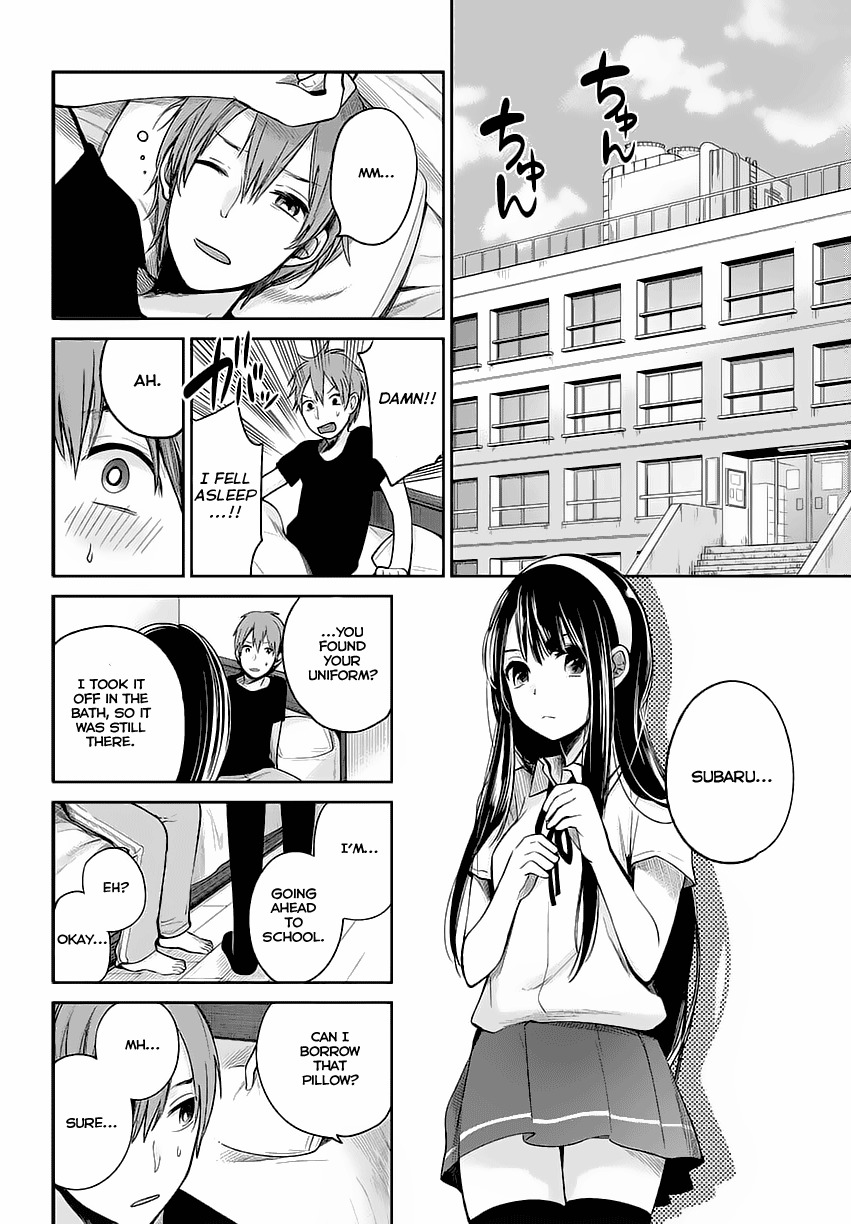 ちゅん
ちゅん
MM...
DAMN!!
ガバッ
I FELL
ASLEEP
...!!
AH.
SUBARU...
...YOU
FOUND
YOUR
UNIFORM?
I TOOK IT
OFF IN THE
BATH, SO IT
WAS STILL
THERE.
I'M...
GOING
AHEAD
TO
SCHOOL.
EH?
OKAY...
CAN I
BORROW
THAT
PILLOW?
MH...
SURE...